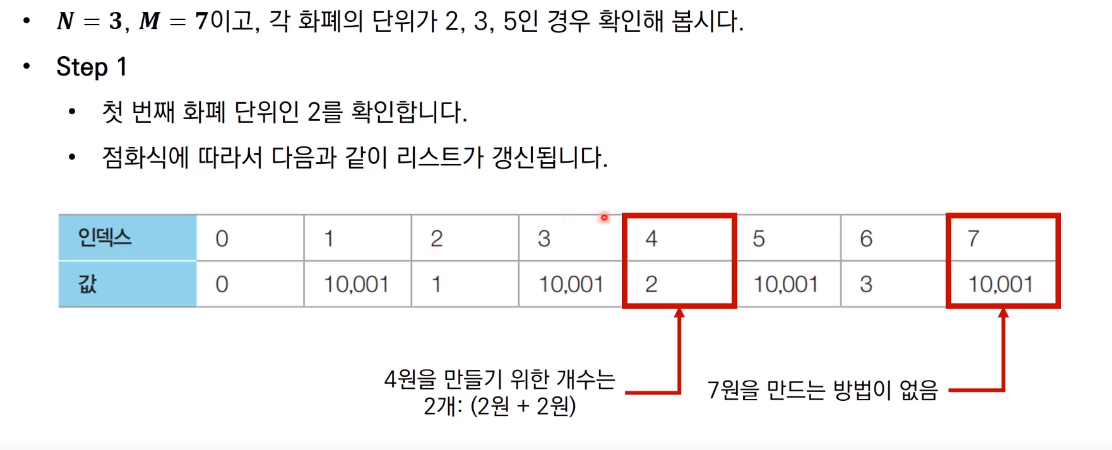 • N = 3, M = 7이고, 각 화폐의 단위가 2, 3, 5인 경우 확인해 봅시다.
• Step 1
• 첫 번째 화폐 단위인 2를 확인합니다.
• 점화식에 따라서 다음과 같이 리스트가 갱신됩니다.
인덱스 0 1 2 3 4 5 6 7
값 0 10,001 1 10,001 2 10,001 3 10,001
4원을 만들기 위한 개수는
2개: (2원 + 2원)
7원을 만드는 방법이 없음